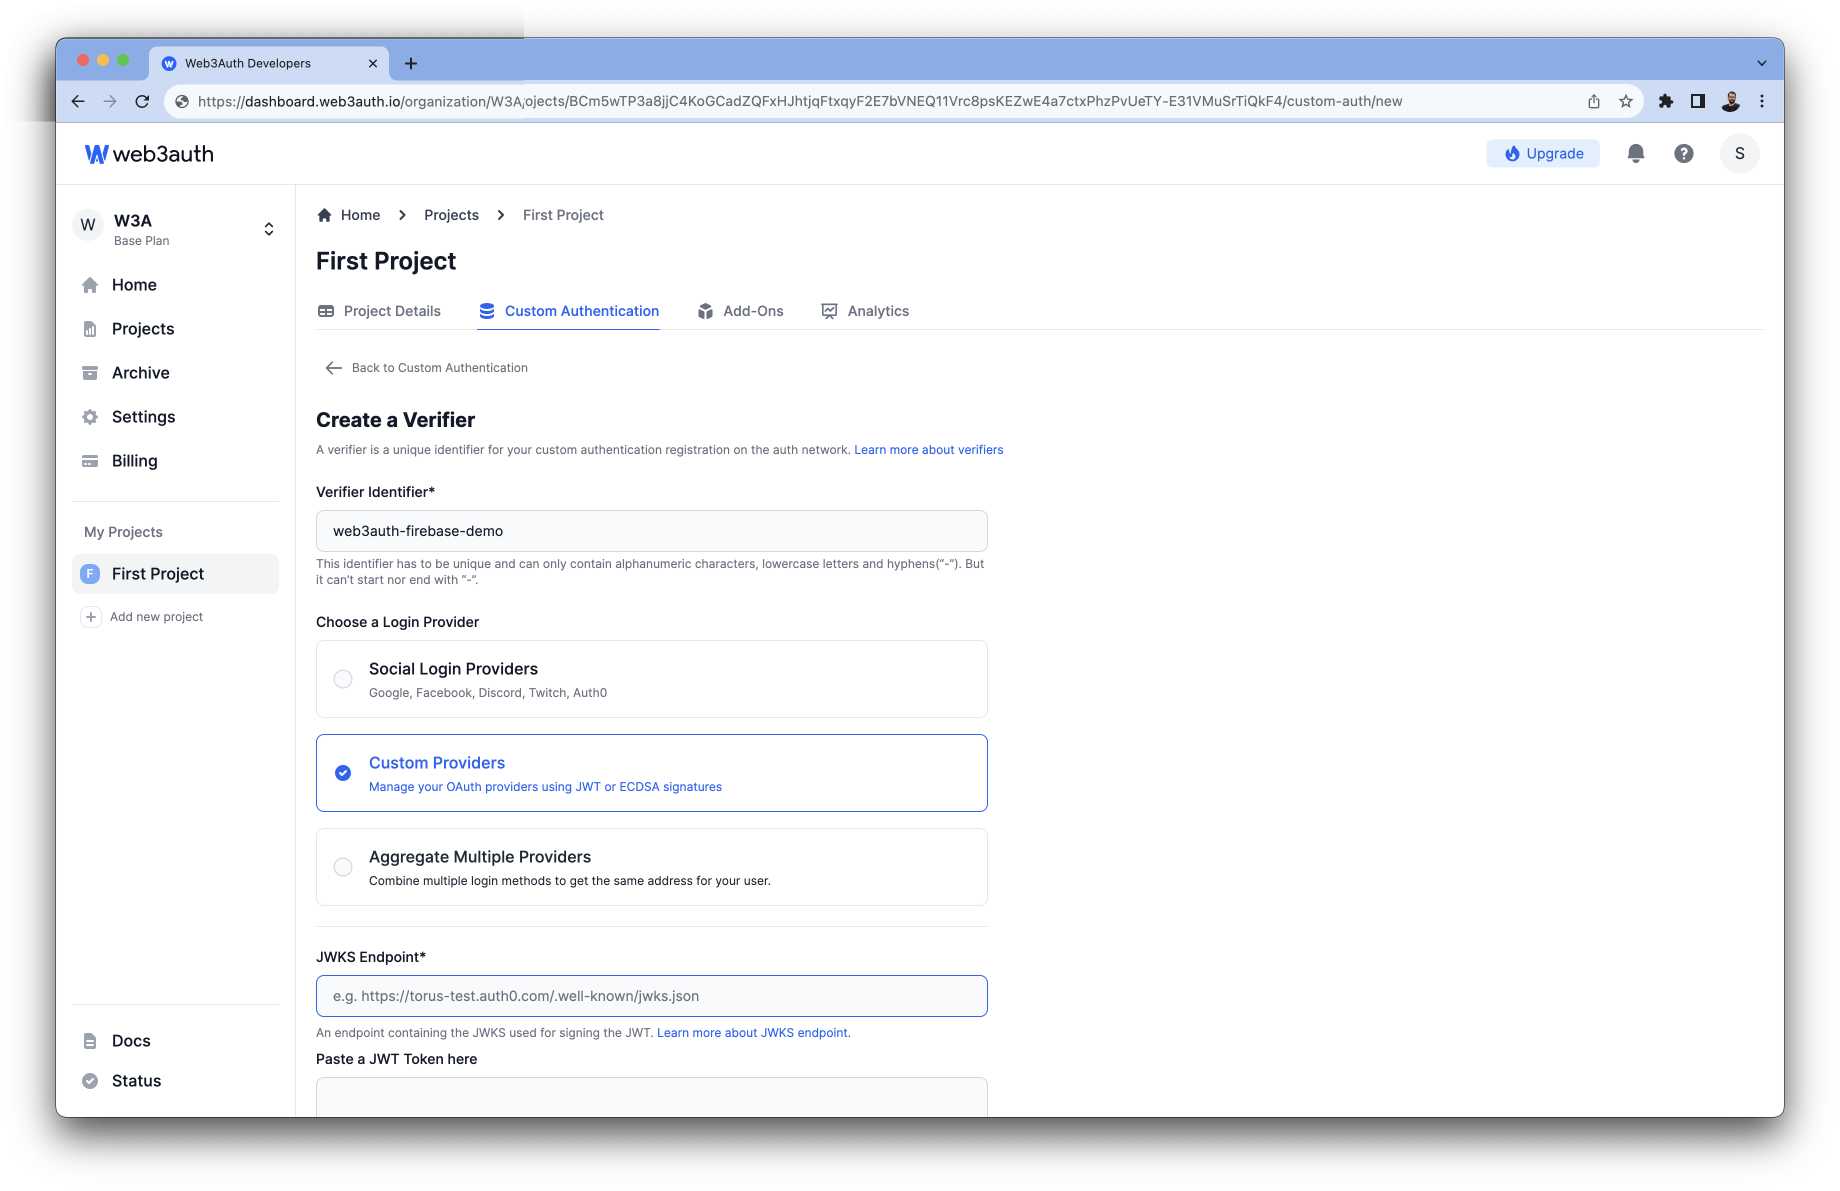 Web3Auth Developers
https://dashboard.web3auth.io/organization/W3A/ojects/BCm5wTP3a8jjC4KoGCadZQFxHJhtjqFtxqyF2E7bVNEQ11Vrc8psKEZwE4a7ctxPhzPvUeTY-E31VMuSrTiQkF4/custom-auth/new
web3auth
Upgrade
S
W
W3A
Base Plan
Home
Projects
Archive
Settings
Billing
My Projects
F
First Project
Add new project
Docs
Status
Home
Projects
First Project
First Project
Project Details
Custom Authentication
Add-Ons
Analytics
Back to Custom Authentication
Create a Verifier
A verifier is a unique identifier for your custom authentication registration on the auth network. Learn more about verifiers
Verifier Identifier*
web3auth-firebase-demo
This identifier has to be unique and can only contain alphanumeric characters, lowercase letters and hyphens(“-”). But
it can’t start nor end with “-”.
Choose a Login Provider
Social Login Providers
Google, Facebook, Discord, Twitch, Auth0
Custom Providers
Manage your OAuth providers using JWT or ECDSA signatures
Aggregate Multiple Providers
Combine multiple login methods to get the same address for your user.
JWKS Endpoint*
e.g. https://torus-test.auth0.com/.well-known/jwks.json
An endpoint containing the JWKS used for signing the JWT. Learn more about JWKS endpoint.
Paste a JWT Token here